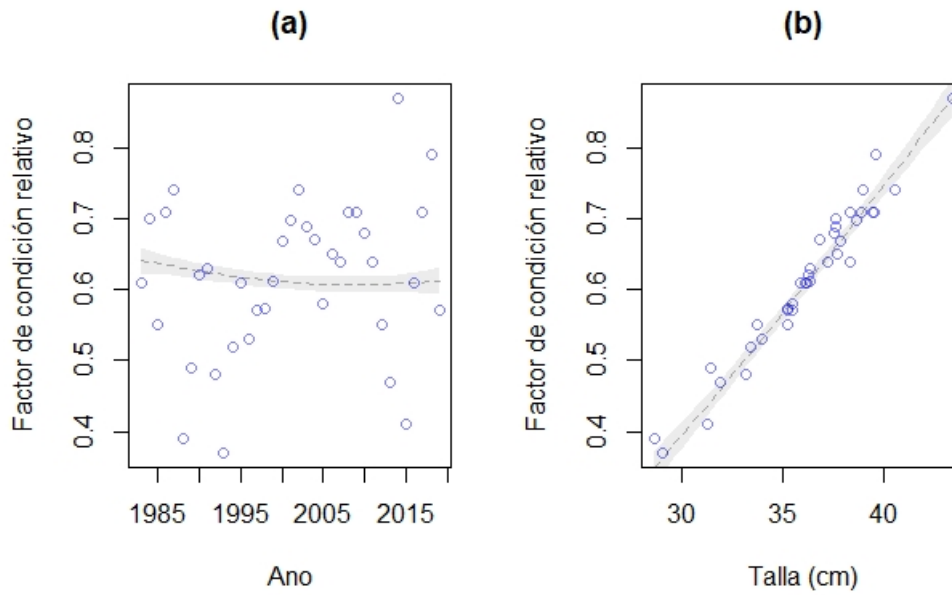 (a)
Factor de condición relativo
0.8
0.7
0.6
0.5
0.4
1985 1995 2005 2015
Ano
(b)
Factor de condición relativo
0.8
0.7
0.6
0.5
0.4
30 35 40
Talla (cm)